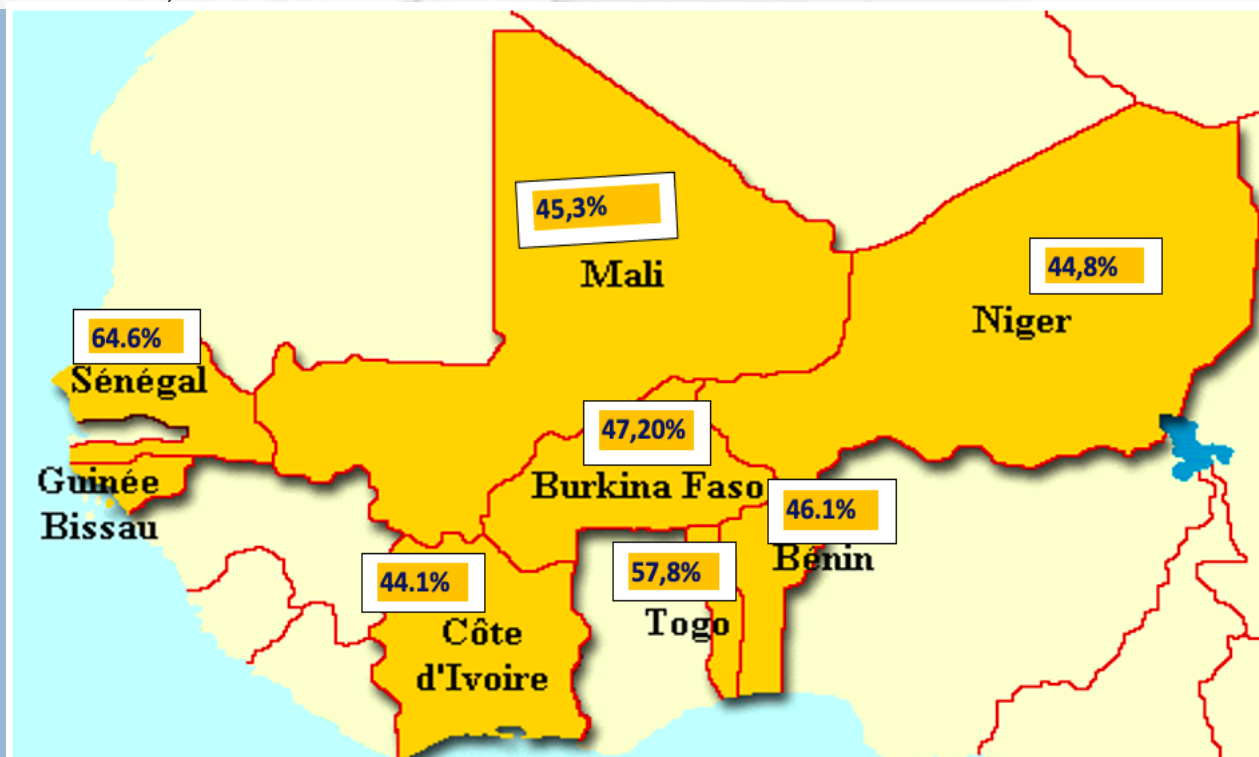 45,3%
Mali
44,8%
Niger
64.6%
Sénégal
47,20%
Burkina Faso
Guinée
Bissau
46.1%
Bénin
44.1%
Côte
d'Ivoire
57,8%
Togo